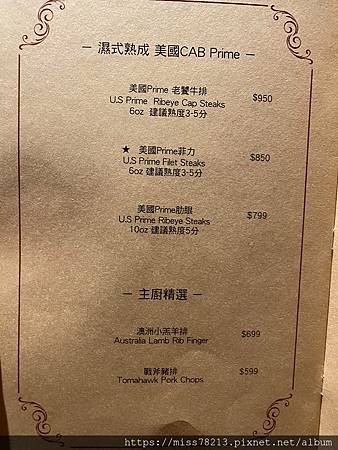 — 濕式熟成 美國CAB Prime —
美國Prime 老饕牛排
U.S Prime Ribeye Cap Steaks
6oz 建議熟度3-5分
$950
★ 美國Prime菲力
U.S Prime Filet Steaks
6oz 建議熟度3-5分
$850
美國Prime肋眼
U.S Prime Ribeye Steaks
10oz 建議熟度5分
$799
— 主廚精選 —
澳洲小羔羊排
Australia Lamb Rib Finger
$699
戰斧豬排
Tomahawk Pork Chops
$599
https://miss78213.pixnet.net/album